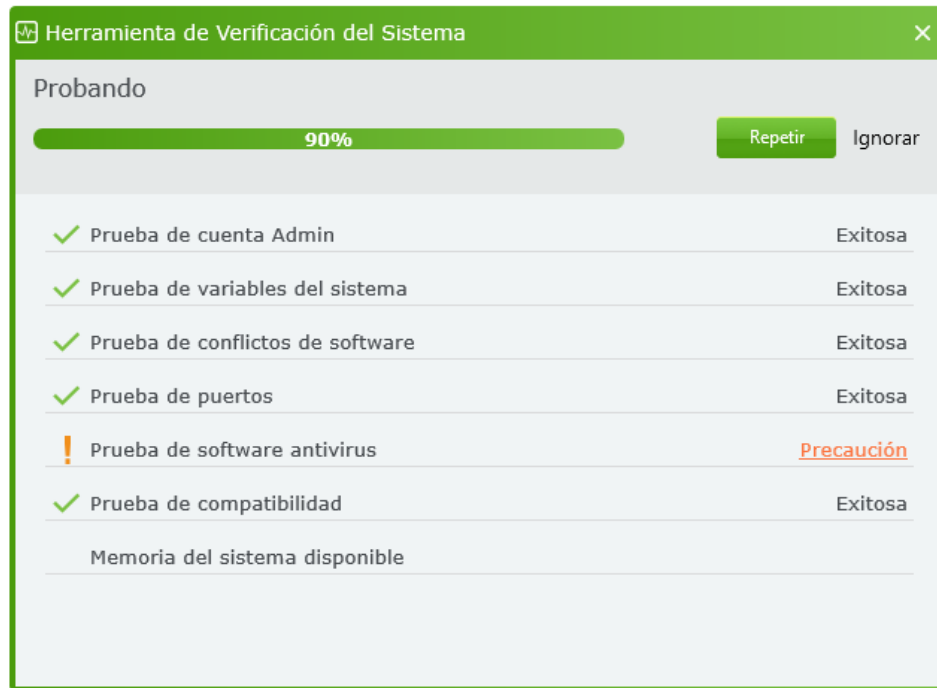 Herramienta de Verificación del Sistema
Probando
90%
Repetir Ignorar
Prueba de cuenta Admin Exitosa
Prueba de variables del sistema Exitosa
Prueba de conflictos de software Exitosa
Prueba de puertos Exitosa
Prueba de software antivirus Precaución
Prueba de compatibilidad Exitosa
Memoria del sistema disponible